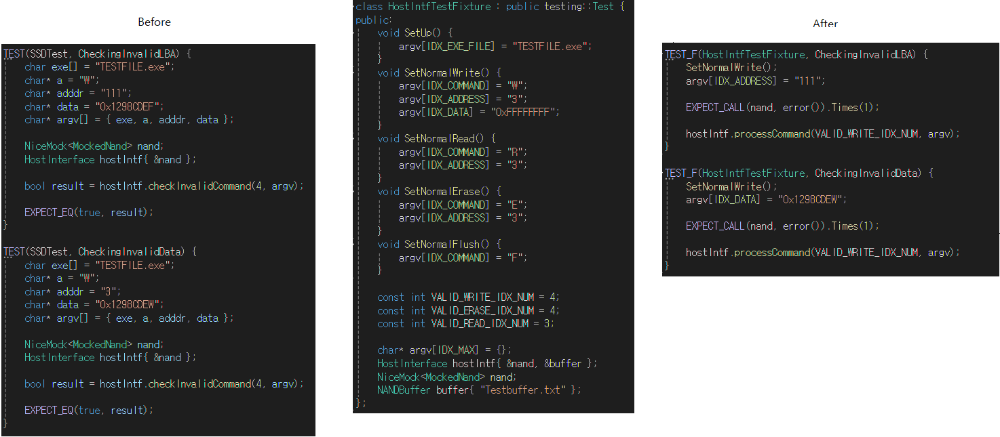 Before
TEST(SSDTest, CheckingInvalidLBA) {
char exe[] = "TESTFILE.exe";
char* a = "W";
char* adddr = "111";
char* data = "0x1298CDEF";
char* argv[] = { exe, a, adddr, data };
NiceMock<MockedNand> nand;
HostInterface hostIntf{ &nand };
bool result = hostIntf.checkInvalidCommand(4, argv);
EXPECT_EQ(true, result);
}
TEST(SSDTest, CheckingInvalidData) {
char exe[] = "TESTFILE.exe";
char* a = "W";
char* adddr = "3";
char* data = "0x1298CDEW";
char* argv[] = { exe, a, adddr, data };
NiceMock<MockedNand> nand;
HostInterface hostIntf{ &nand };
bool result = hostIntf.checkInvalidCommand(4, argv);
EXPECT_EQ(true, result);
}
class HostIntfTestFixture : public testing::Test {
public:
void SetUp() {
argv[IDX_EXE_FILE] = "TESTFILE.exe";
}
void SetNormalWrite() {
argv[IDX_COMMAND] = "W";
argv[IDX_ADDRESS] = "3";
argv[IDX_DATA] = "0xFFFFFFFF";
}
void SetNormalRead() {
argv[IDX_COMMAND] = "R";
argv[IDX_ADDRESS] = "3";
}
void SetNormalErase() {
argv[IDX_COMMAND] = "E";
argv[IDX_ADDRESS] = "3";
}
void SetNormalFlush() {
argv[IDX_COMMAND] = "F";
}
const int VALID_WRITE_IDX_NUM = 4;
const int VALID_ERASE_IDX_NUM = 4;
const int VALID_READ_IDX_NUM = 3;
char* argv[IDX_MAX] = {};
HostInterface hostIntf{ &nand, &buffer };
NiceMock<MockedNand> nand;
NANDBuffer buffer{ "Testbuffer.txt" };
};
After
TEST_F(HostIntfTestFixture, CheckingInvalidLBA) {
SetNormalWrite();
argv[IDX_ADDRESS] = "111";
EXPECT_CALL(nand, error()).Times(1);
hostIntf.processCommand(VALID_WRITE_IDX_NUM, argv);
}
TEST_F(HostIntfTestFixture, CheckingInvalidData) {
SetNormalWrite();
argv[IDX_DATA] = "0x1298CDEW";
EXPECT_CALL(nand, error()).Times(1);
hostIntf.processCommand(VALID_WRITE_IDX_NUM, argv);
}